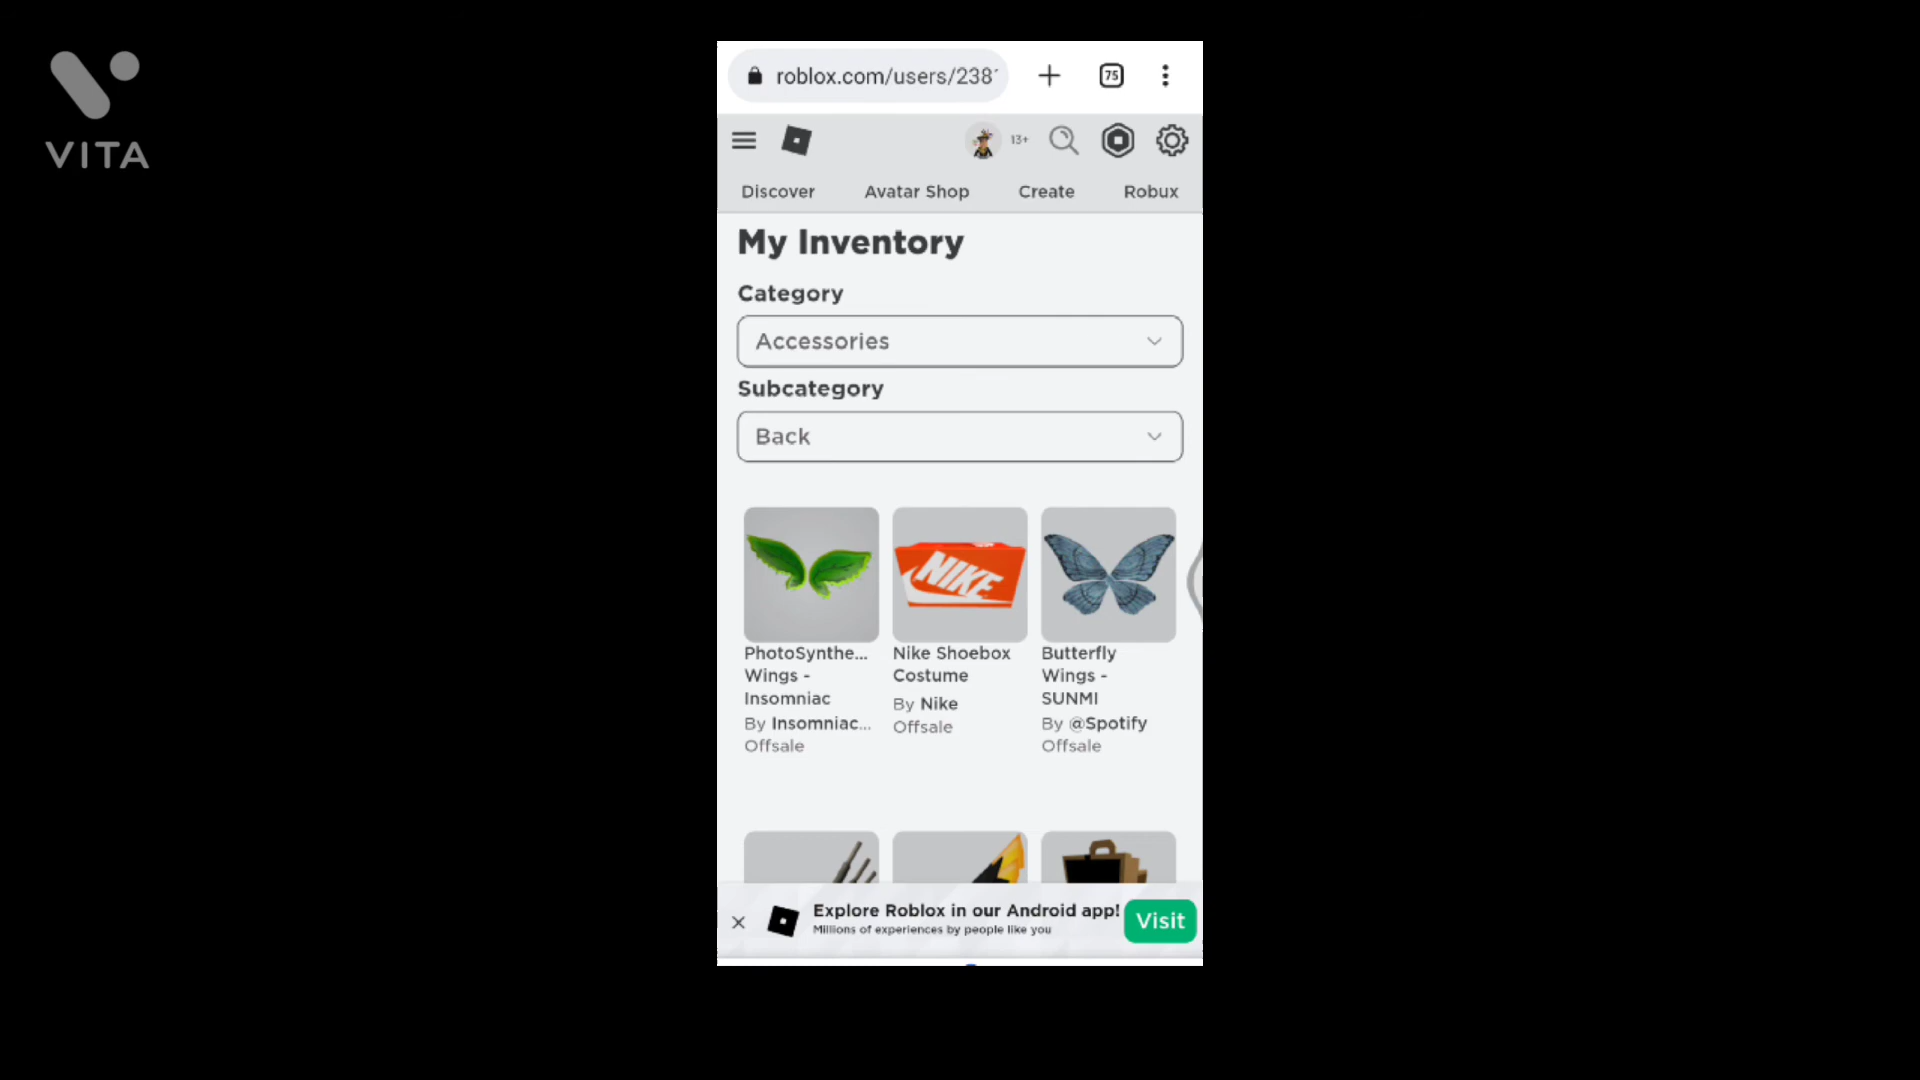 VITA
roblox.com/users/238
75
13+
Discover Avatar Shop Create Robux
My Inventory
Category
Accessories
Subcategory
Back
NIKE
PhotoSynthe...
Wings -
Insomniac
By Insomniac...
Offsale
Nike Shoebox
Costume
By Nike
Offsale
Butterfly
Wings -
SUNMI
By @Spotify
Offsale
Explore Roblox in our Android app!
Millions of experiences by people like you
Visit